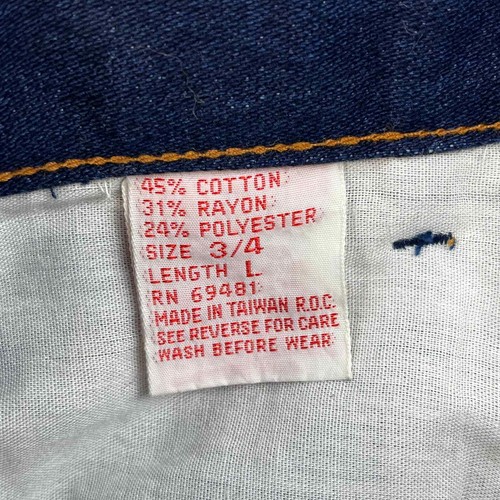 45% COTTON
31% RAYON
24% POLYESTER
SIZE 3/4
LENGTH L
RN 69481
MADE IN TAIWAN R.O.C.
SEE REVERSE FOR CARE
WASH BEFORE WEAR